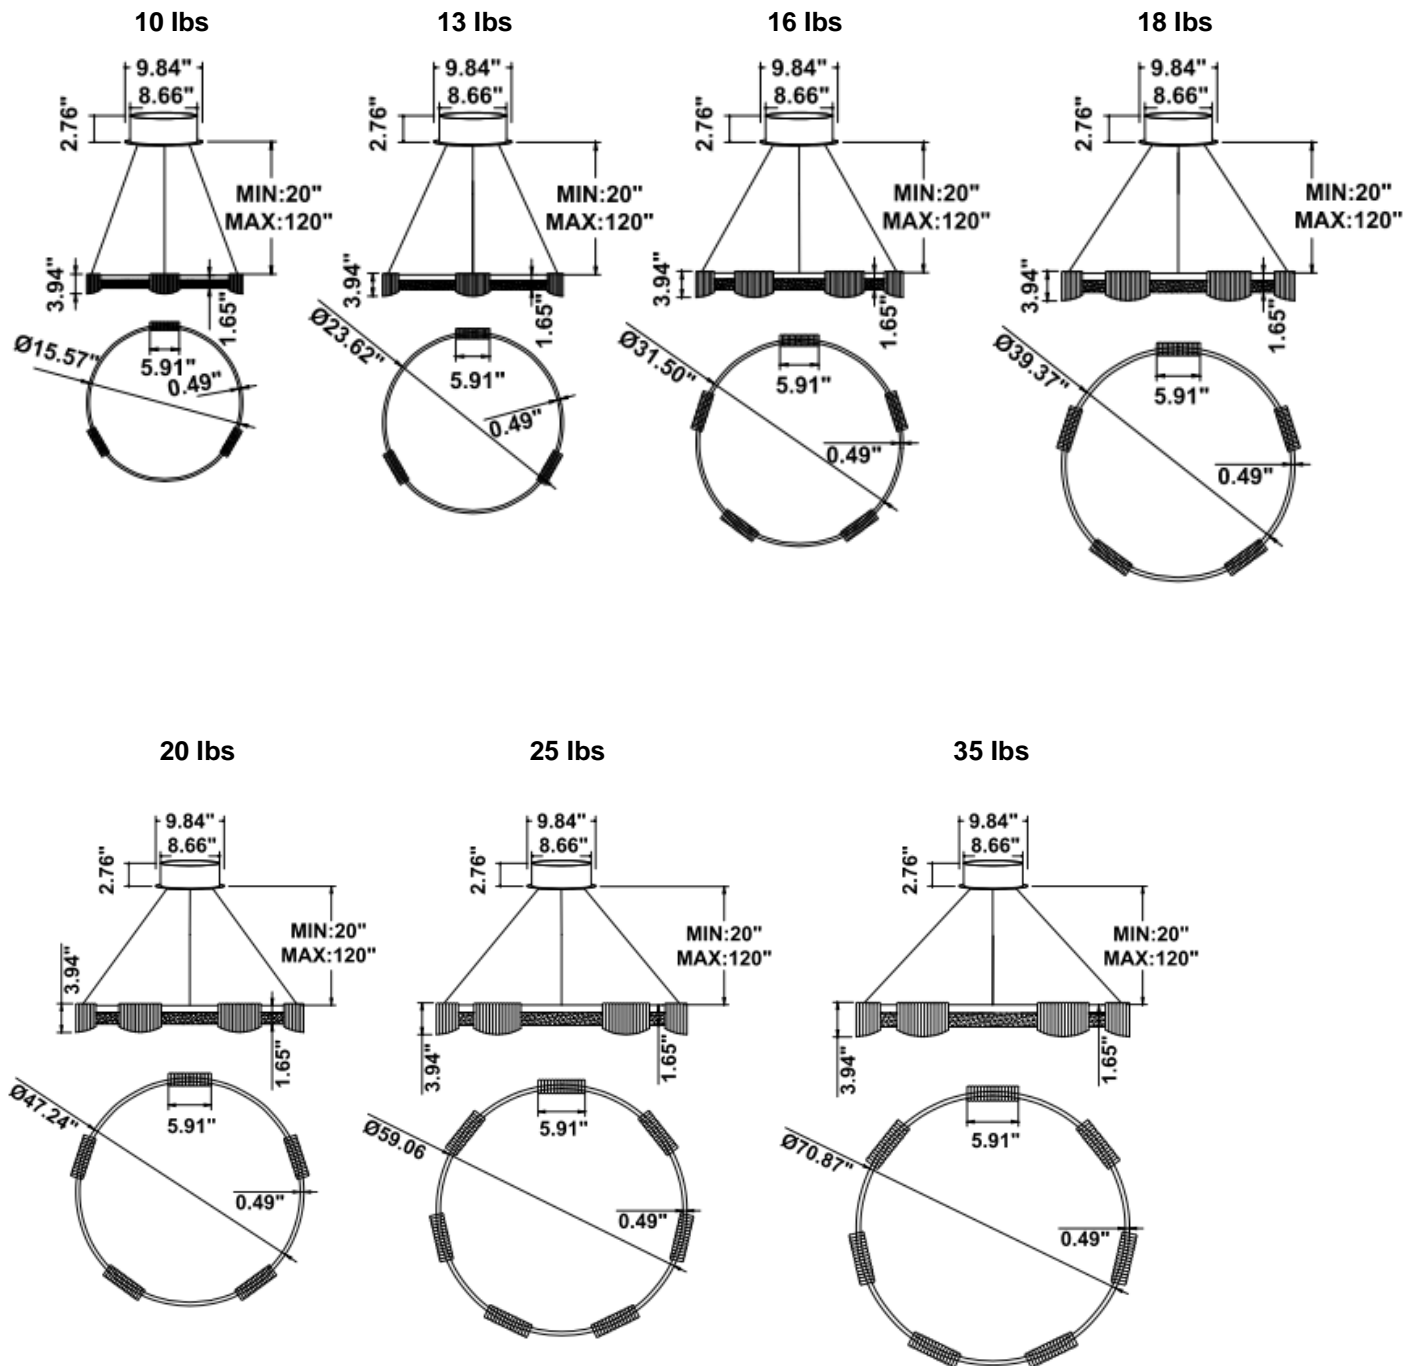 10 lbs
9.84"
8.66"
2.76"
MIN:20"
MAX:120"
3.94"
1.65"
Ø15.57"
5.91"
0.49"
13 lbs
9.84"
8.66"
2.76"
MIN:20"
MAX:120"
3.94"
1.65"
Ø23.62"
5.91"
0.49"
16 lbs
9.84"
8.66"
2.76"
MIN:20"
MAX:120"
3.94"
1.65"
Ø31.50"
5.91"
0.49"
18 lbs
9.84"
8.66"
2.76"
MIN:20"
MAX:120"
3.94"
1.65"
Ø39.37"
5.91"
0.49"
20 lbs
9.84"
8.66"
2.76"
MIN:20"
MAX:120"
3.94"
1.65"
Ø47.24"
5.91"
0.49"
25 lbs
9.84"
8.66"
2.76"
MIN:20"
MAX:120"
3.94"
1.65"
Ø59.06
5.91"
0.49"
35 lbs
9.84"
8.66"
2.76"
MIN:20"
MAX:120"
3.94"
1.65"
Ø70.87"
5.91"
0.49"